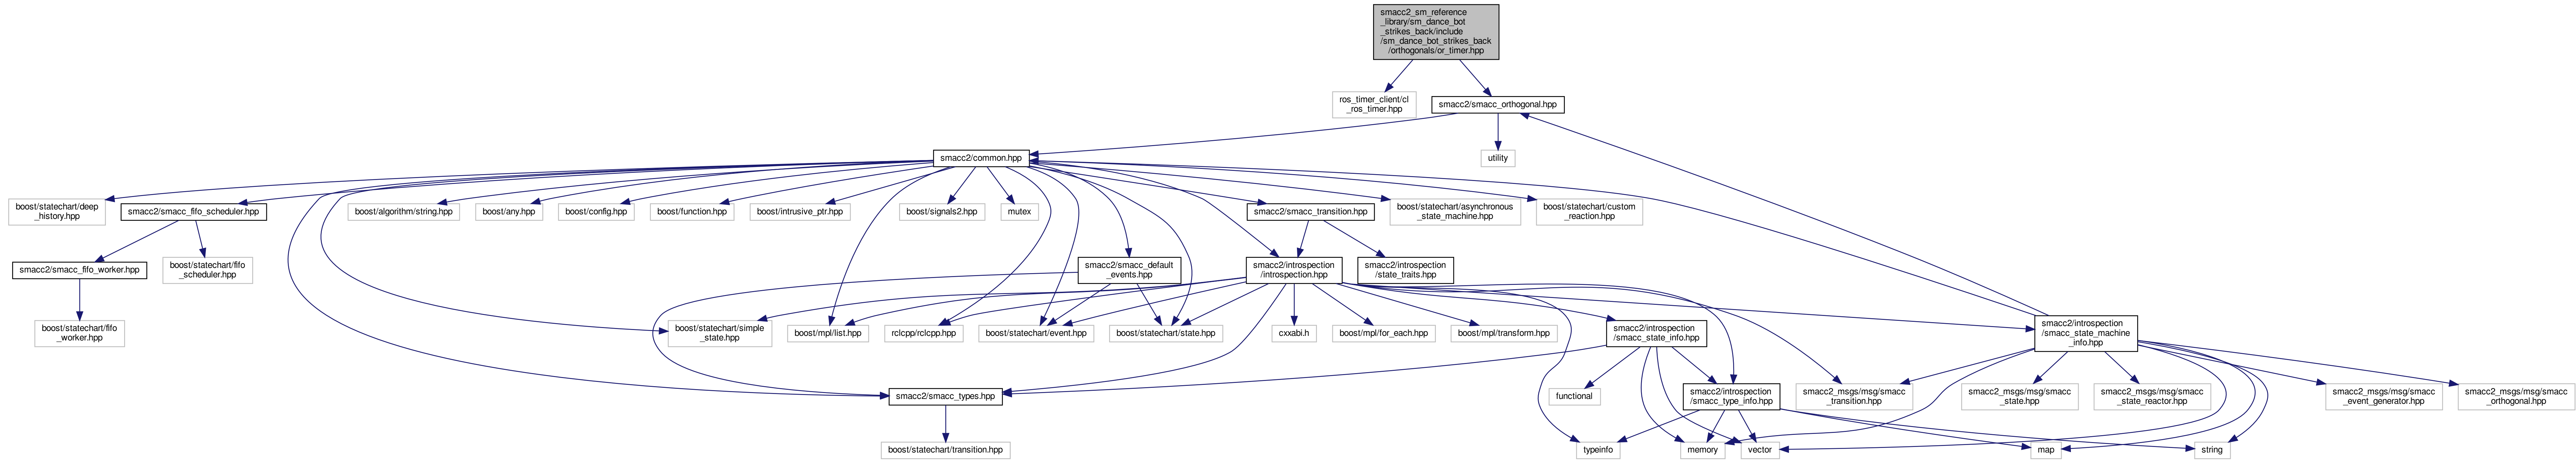 smacc2_sm_reference
_library/sm_dance_bot
_strikes_back/include
/sm_dance_bot_strikes_back
/orthogonals/or_timer.hpp
ros_timer_client/cl
_ros_timer.hpp
smacc2/smacc_orthogonal.hpp
smacc2/common.hpp
utility
boost/statechart/deep
_history.hpp
smacc2/smacc_fifo_scheduler.hpp
boost/algorithm/string.hpp
boost/any.hpp
boost/config.hpp
boost/function.hpp
boost/intrusive_ptr.hpp
boost/signals2.hpp
mutex
smacc2/smacc_transition.hpp
boost/statechart/asynchronous
_state_machine.hpp
boost/statechart/custom
_reaction.hpp
smacc2/smacc_fifo_worker.hpp
boost/statechart/fifo
_scheduler.hpp
smacc2/smacc_default
_events.hpp
smacc2/introspection
/introspection.hpp
smacc2/introspection
/state_traits.hpp
boost/statechart/fifo
_worker.hpp
boost/statechart/simple
_state.hpp
boost/mpl/list.hpp
rclcpp/rclcpp.hpp
boost/statechart/event.hpp
boost/statechart/state.hpp
cxxabi.h
boost/mpl/for_each.hpp
boost/mpl/transform.hpp
smacc2/introspection
/smacc_state_info.hpp
smacc2/introspection
/smacc_state_machine
_info.hpp
smacc2/smacc_types.hpp
functional
smacc2/introspection
/smacc_type_info.hpp
smacc2_msgs/msg/smacc
_transition.hpp
smacc2_msgs/msg/smacc
_state.hpp
smacc2_msgs/msg/smacc
_state_reactor.hpp
smacc2_msgs/msg/smacc
_event_generator.hpp
smacc2_msgs/msg/smacc
_orthogonal.hpp
boost/statechart/transition.hpp
typeinfo
memory
vector
map
string